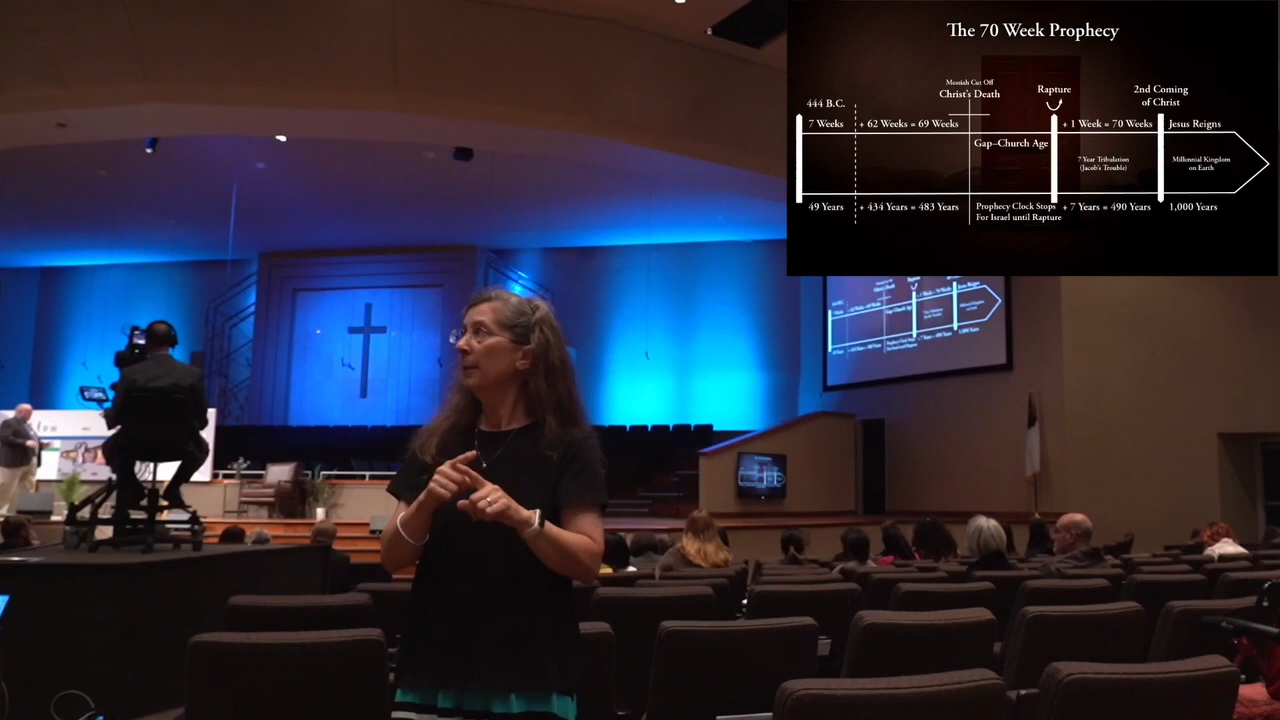 The 70 Week Prophecy
Messiah Cut Off
Christ's Death
Rapture
2nd Coming
of Christ
444 B.C.
7 Weeks
+ 62 Weeks = 69 Weeks
+ 1 Week = 70 Weeks
Jesus Reigns
Gap–Church Age
7 Year Tribulation
(Jacob's Trouble)
Millennial Kingdom
on Earth
49 Years
+ 434 Years = 483 Years
Prophecy Clock Stops
For Israel until Rapture
+ 7 Years = 490 Years
1,000 Years